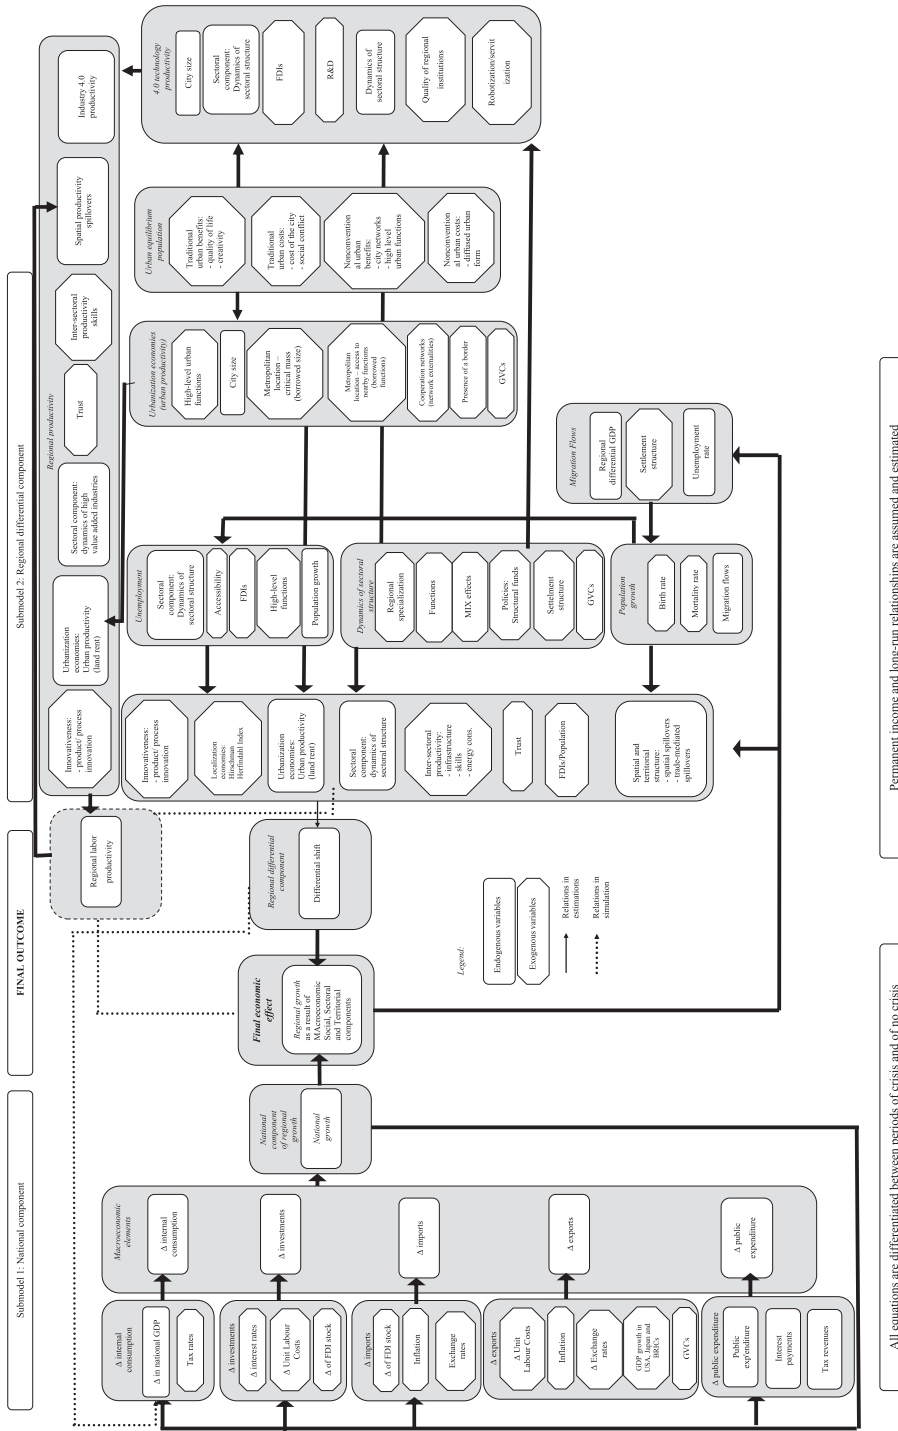 Submodel 1: National component
FINAL OUTCOME
Submodel 2: Regional differential component
Δ internal
consumption
Δ in national GDP
Tax rates
Δ investments
Δ interest rates
Δ Unit Labour
Costs
Δ of FDI stock
Δ imports
Δ of FDI stock
Inflation
Exchange
rates
Δ exports
Δ Unit
Labour Costs
Inflation
Δ Exchange
rates
GDP growth in
USA, Japan and
BRICs
GVCs
Δ public expenditure
Public
exp'enditure
Interest
payments
Tax revenues
Macroeconomic
elements
Δ internal
consumption
Δ investments
Δ imports
Δ exports
Δ public
expenditure
National
component
of regional
growth
National
growth
Final economic
effect
Regional growth
as a result of
MAcroeconomic
Social, Sectoral
and Territorial
components
Regional differential
component
Differential shift
Regional labor
productivity
Legend:
Endogenous variables
Exogenous variables
Relations in
estimations
Relations in
simulation
Innovativeness:
- product/ process
innovation
Localization
economies:
Hirschman
Herfindahl Index
Urbanization
economies:
Urban productivity
(land rent)
Sectoral
component:
dynamics of
sectoral structure
Inter-sectoral
productivity:
- infrastructure
- skills
- energy cons.
Trust
FDIs/Population
Spatial and
territorial
structure:
- spatial spillovers
- trade-mediated
spillovers
Regional productivity
Innovativeness:
- product/ process
innovation
Urbanization
economies:
Urban productivity
(land rent)
Sectoral component:
dynamics of high
value added industries
Trust
Inter-sectoral
productivity
skills
Spatial productivity
spillovers
Industry 4.0
productivity
Unemployment
Sectoral
component:
Dynamics of
sectoral structure
Accessibility
FDIs
High-level
functions
Population growth
Dynamics of sectoral
structure
Regional
specialization
Functions
MIX effects
Policies:
Structural funds
Settelment
structure
GVCs
Population
growth
Birth rate
Mortality rate
Migration flows
Migration Flows
Regional
differential GDP
Settlement
structure
Unemployment
rate
Urbanization economies
(urban productivity)
High-level urban
functions
City size
Metropolitan
location –
critical mass
(borrowed size)
Metropolitan
location – access to
nearby functions
(borrowed
functions)
Cooperation networks
(network externalities)
Presence of a border
GVCs
Urban equilibrium
population
Traditional
urban benefits:
- quality of life
- creativity
Traditional
urban costs:
- cost of the city
- social conflict
Nonconvention
al urban
benefits:
- city networks
- high level
urban functions
Nonconvention
al urban costs:
- diffused urban
form
4.0 technology
productivity
City size
Sectoral
component:
Dynamics of
sectoral structure
FDIs
R&D
Dynamics of
sectoral structure
Quality of regional
institutions
Robotization/servit
ization
All equations are differentiated between periods of crisis and of no crisis
Permanent income and long-run relationships are assumed and estimated